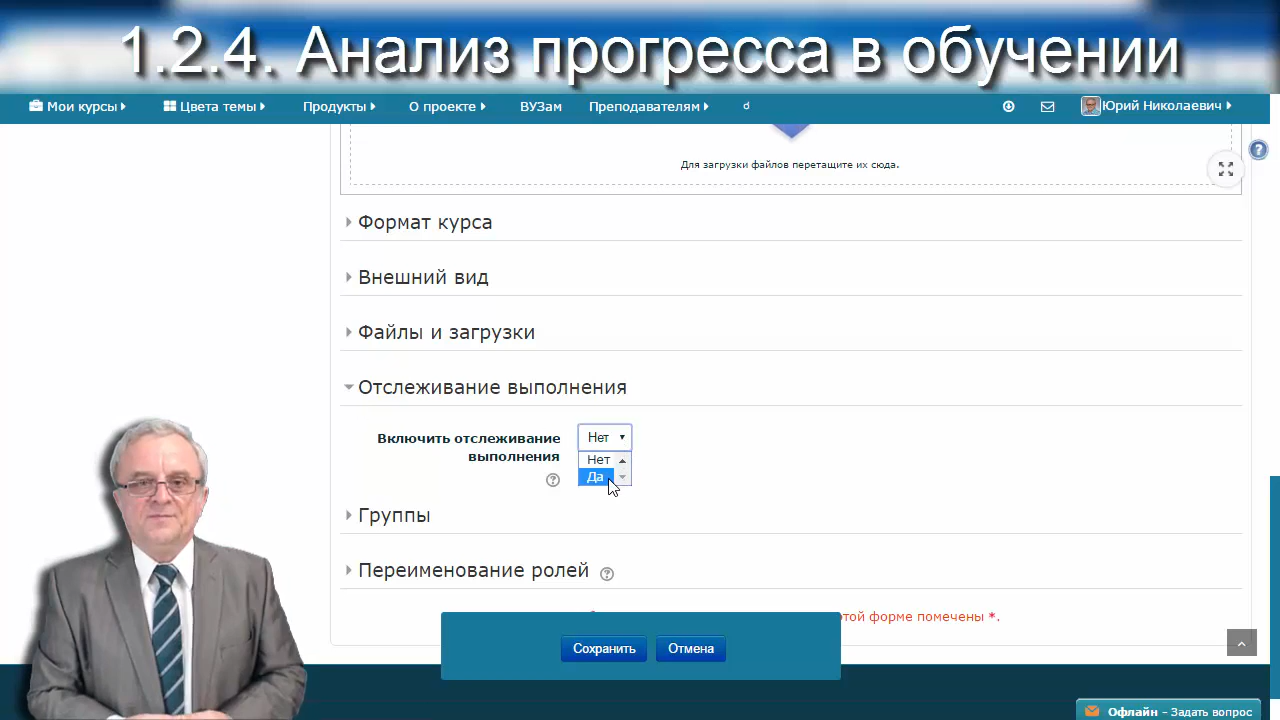 1.2.4. Анализ прогресса в обучении
Мои курсы Цвета темы Продукты О проекте ВУЗам Преподавателям d Юрий Николаевич
Для загрузки файлов перетащите их сюда.
Формат курса
Внешний вид
Файлы и загрузки
Отслеживание выполнения
Включить отслеживание Нет
выполнения Нет
Да
Группы
Переименование ролей
этой форме помечены *.
Сохранить Отмена
Офлайн - Задать вопрос